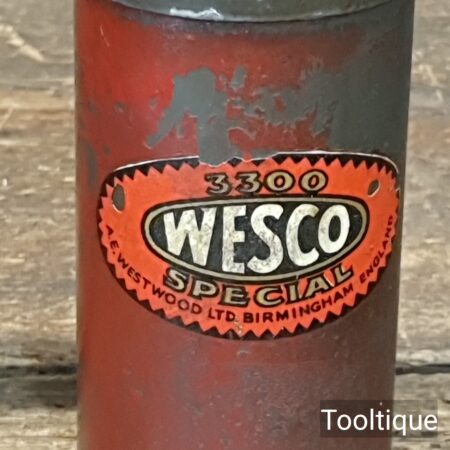 3300
WESCO
SPECIAL
A.E. WESTWOOD LTD. BIRMINGHAM ENGLAND
Tooltique